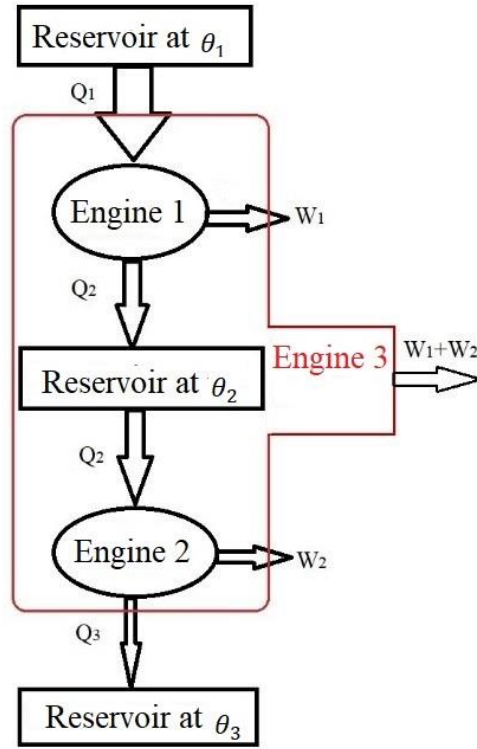 Reservoir at θ₁
Q₁
Engine 1
W₁
Q₂
Reservoir at θ₂
Engine 3
W₁+W₂
Q₂
Engine 2
W₂
Q₃
Reservoir at θ₃